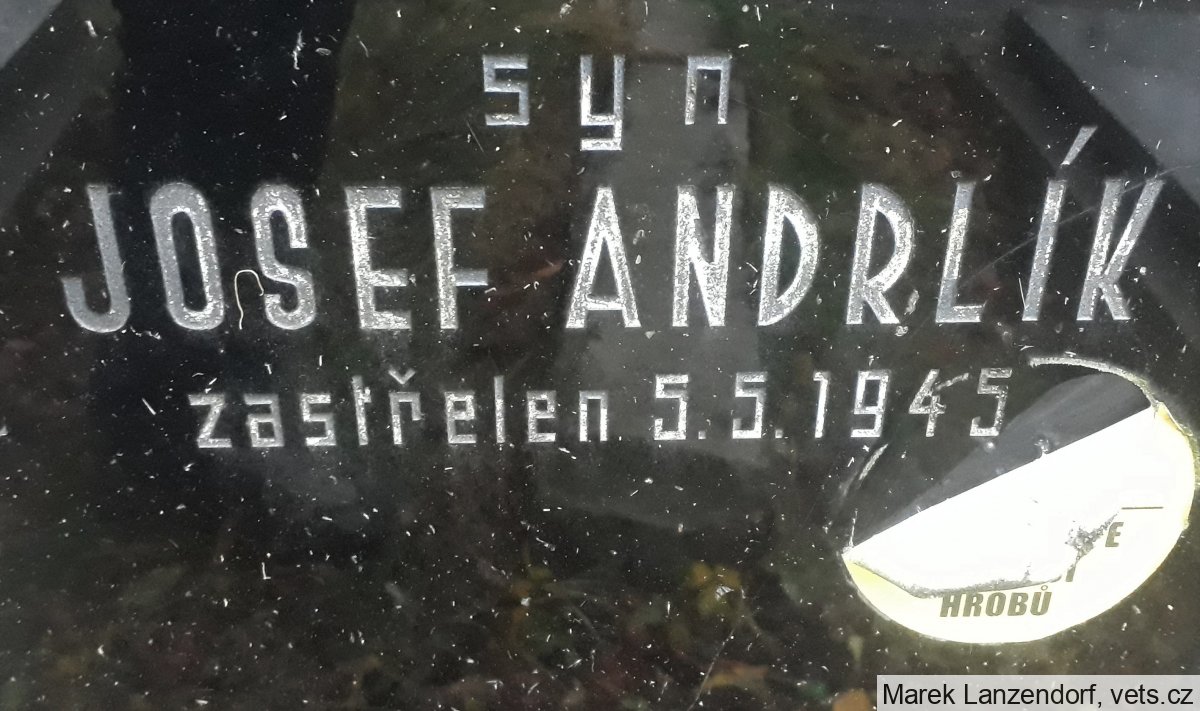 syn
JOSEF ANDRLÍK
zastřelen 5.5.1945
HROBŮ
Marek Lanzendorf, vets.cz